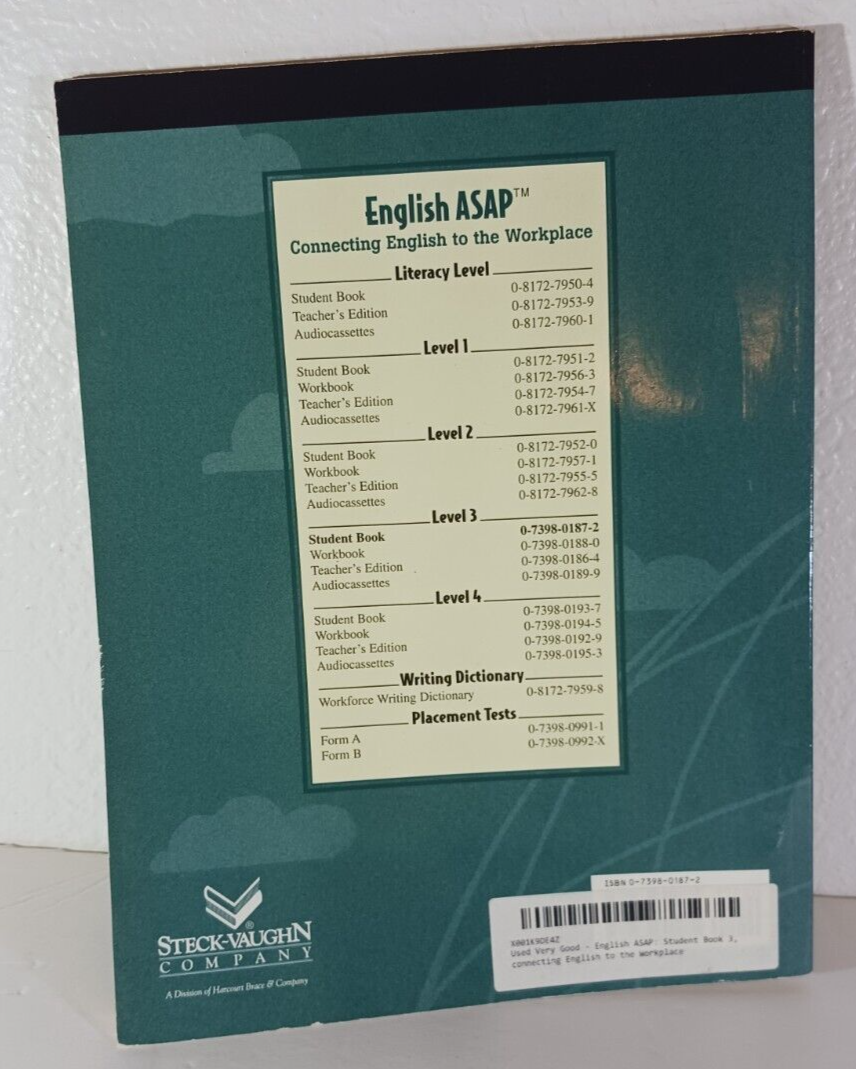 English ASAP™
Connecting English to the Workplace
Literacy Level
Student Book 0-8172-7950-4
Teacher's Edition 0-8172-7953-9
Audiocassettes 0-8172-7960-1
Level 1
Student Book 0-8172-7951-2
Workbook 0-8172-7956-3
Teacher's Edition 0-8172-7954-7
Audiocassettes 0-8172-7961-X
Level 2
Student Book 0-8172-7952-0
Workbook 0-8172-7957-1
Teacher's Edition 0-8172-7955-5
Audiocassettes 0-8172-7962-8
Level 3
Student Book 0-7398-0187-2
Workbook 0-7398-0188-0
Teacher's Edition 0-7398-0186-4
Audiocassettes 0-7398-0189-9
Level 4
Student Book 0-7398-0193-7
Workbook 0-7398-0194-5
Teacher's Edition 0-7398-0192-9
Audiocassettes 0-7398-0195-3
Writing Dictionary
Workforce Writing Dictionary 0-8172-7959-8
Placement Tests
Form A 0-7398-0991-1
Form B 0-7398-0992-X
®
STECK-VAUGHN
COMPANY
A Division of Harcourt Brace & Company
ISBN 0-7398-0187-2
X001K9DE4Z
Used Very Good - English ASAP: Student Book 3,
connecting English to the Workplace